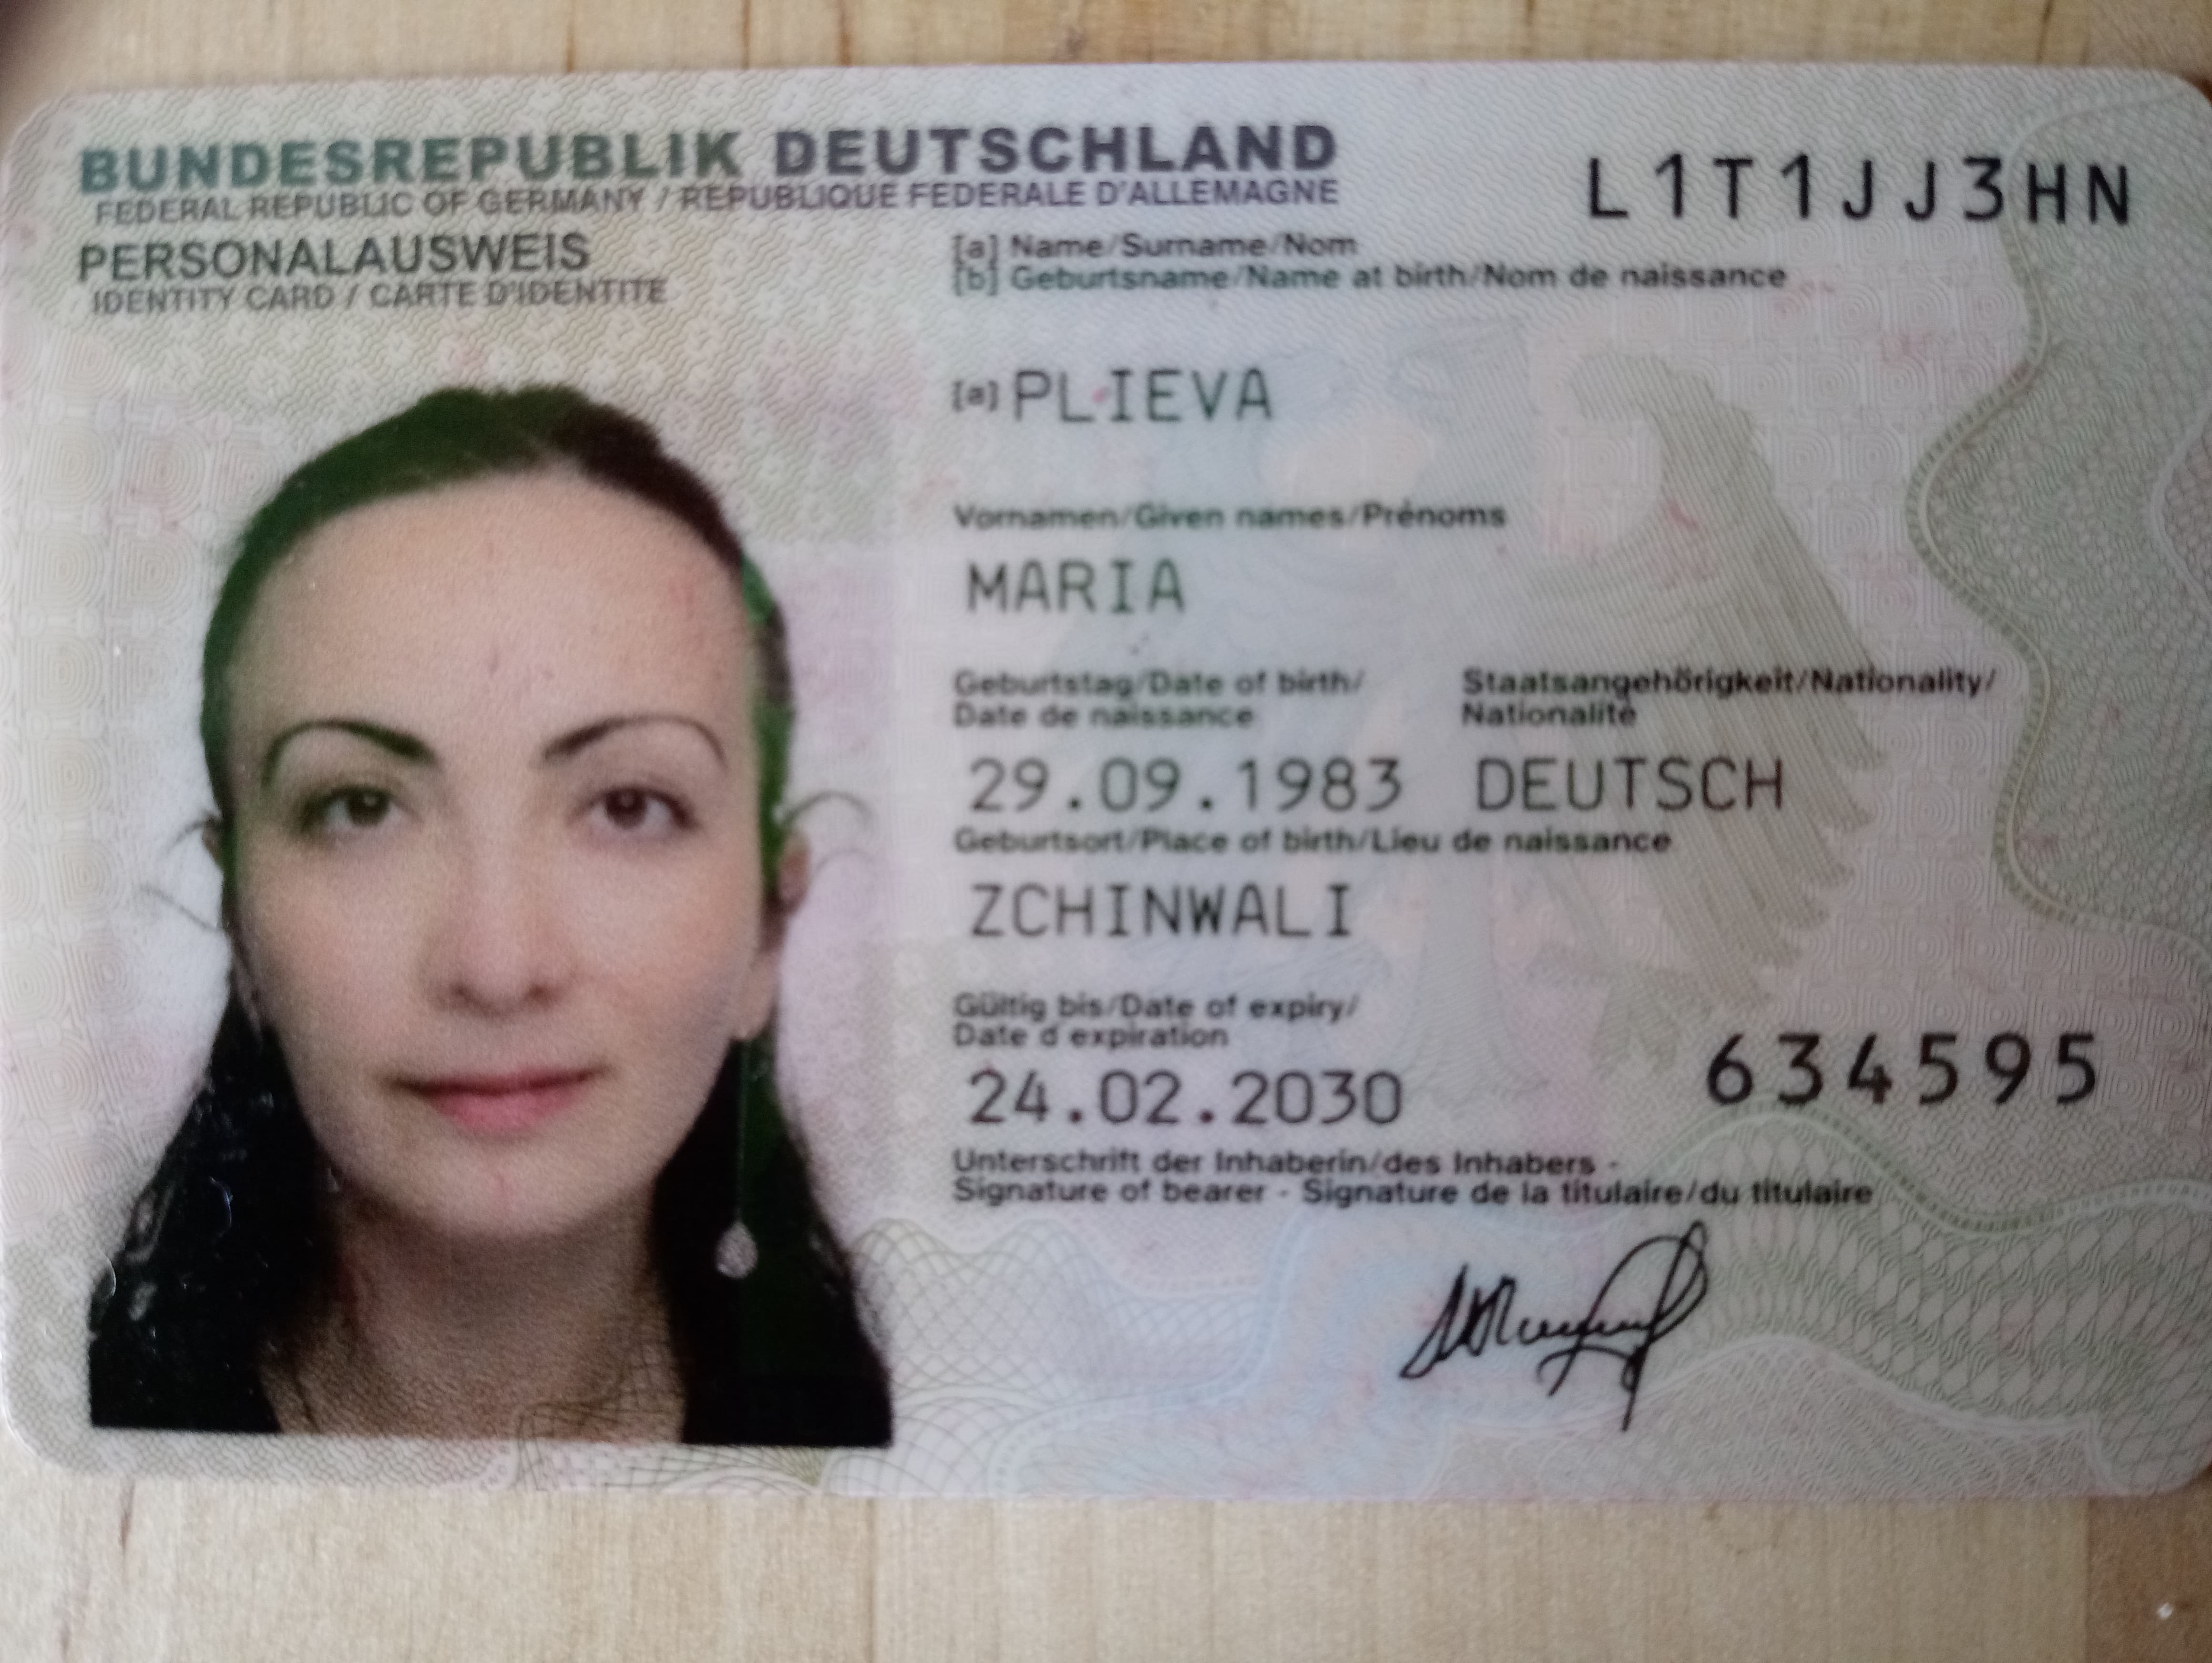 BUNDESREPUBLIK DEUTSCHLAND
FEDERAL REPUBLIC OF GERMANY / REPUBLIQUE FEDERALE D'ALLEMAGNE
PERSONALAUSWEIS
IDENTITY CARD / CARTE D'IDENTITE
L1T1JJ3HN
[a] Name/Surname/Nom
[b] Geburtsname/Name at birth/Nom de naissance
[a] PLIEVA
Vornamen/Given names/Prénoms
MARIA
Geburtstag/Date of birth/
Date de naissance
Staatsangehörigkeit/Nationality/
Nationalité
29.09.1983 DEUTSCH
Geburtsort/Place of birth/Lieu de naissance
ZCHINWALI
Gültig bis/Date of expiry/
Date d'expiration
24.02.2030
634595
Unterschrift der Inhaberin/des Inhabers -
Signature of bearer - Signature de la titulaire/du titulaire